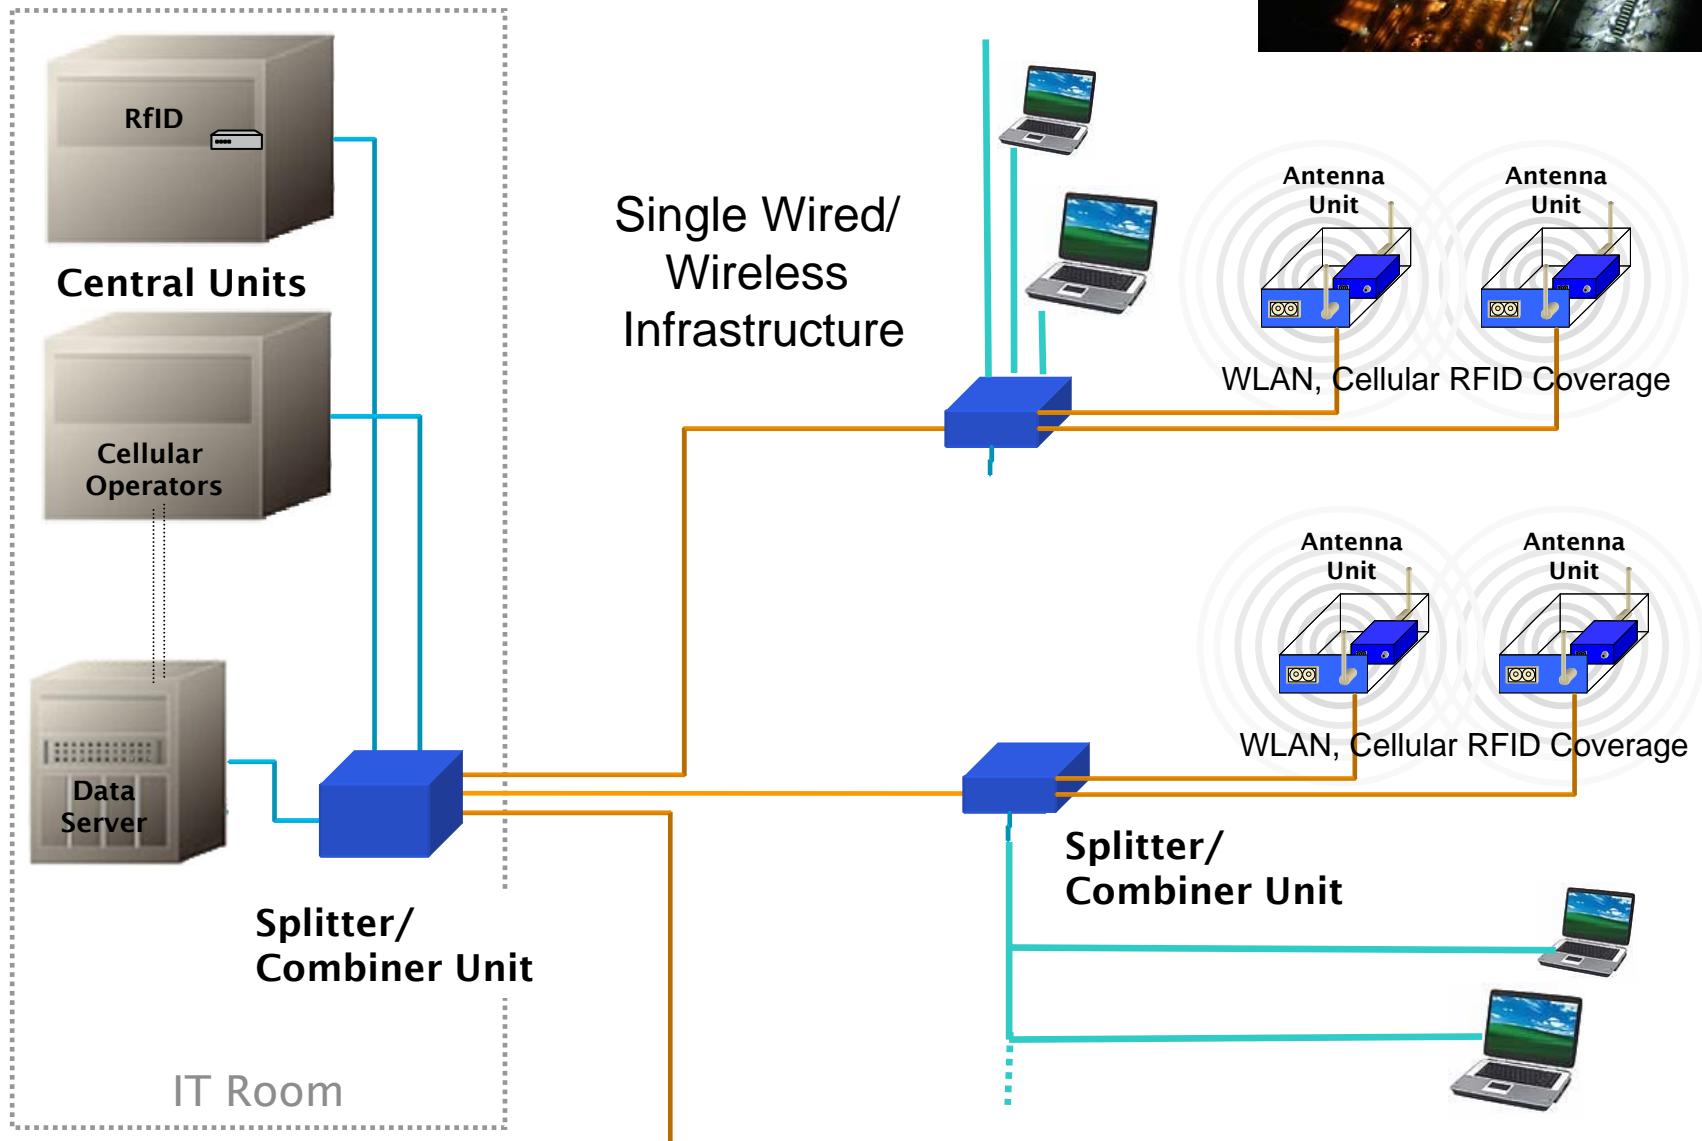 RfID
Central Units
Cellular
Operators
Data
Server
Splitter/
Combiner Unit
IT Room
Single Wired/
Wireless
Infrastructure
Antenna
Unit
Antenna
Unit
WLAN, Cellular RFID Coverage
Antenna
Unit
Antenna
Unit
WLAN, Cellular RFID Coverage
Splitter/
Combiner Unit